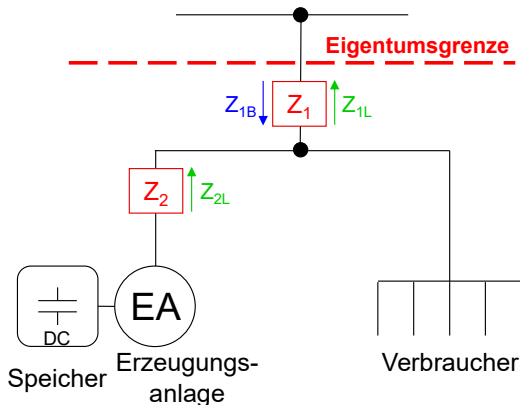 Eigentumsgrenze
Z1B Z1 Z1L
Z2 Z2L
EA
DC
Speicher Erzeugungs- Verbraucher
anlage